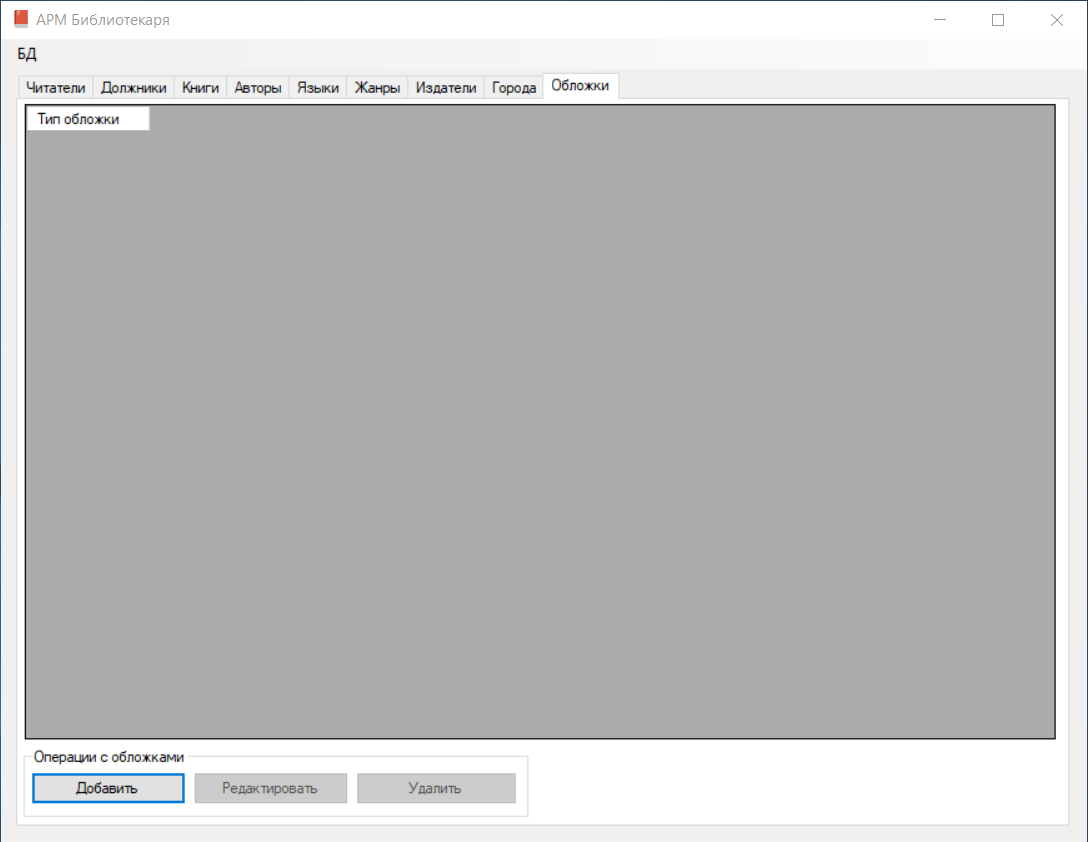 АРМ Библиотекаря
БД
Читатели Должники Книги Авторы Языки Жанры Издатели Города Обложки
Тип обложки
Операции с обложками
Добавить Редактировать Удалить